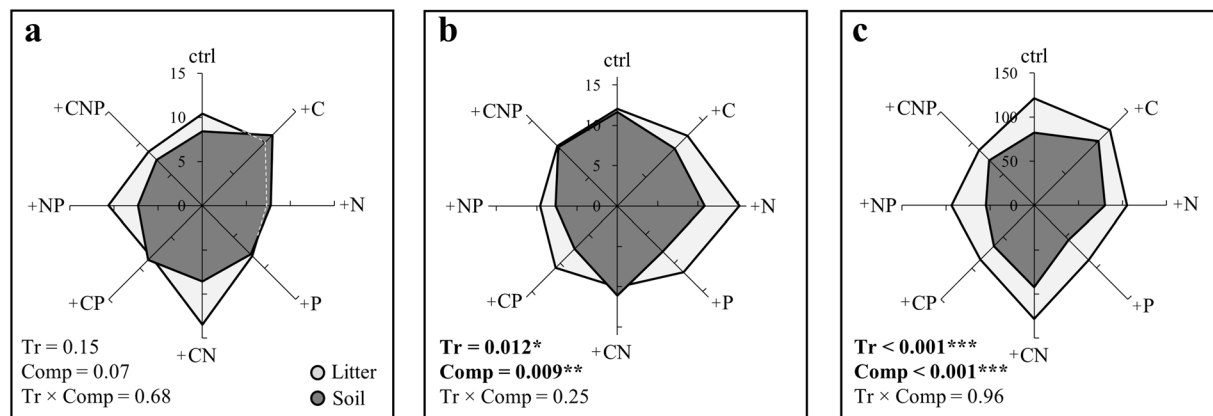 a
ctrl
15
+CNP
+C
10
5
+NP
0
+N
+CP
+P
+CN
Tr = 0.15
Comp = 0.07
Tr × Comp = 0.68
Litter
Soil
b
ctrl
15
+CNP
+C
10
5
+NP
0
+N
+CP
+P
+CN
Tr = 0.012*
Comp = 0.009**
Tr × Comp = 0.25
c
ctrl
150
+CNP
+C
100
50
+NP
0
+N
+CP
+P
+CN
Tr < 0.001***
Comp < 0.001***
Tr × Comp = 0.96